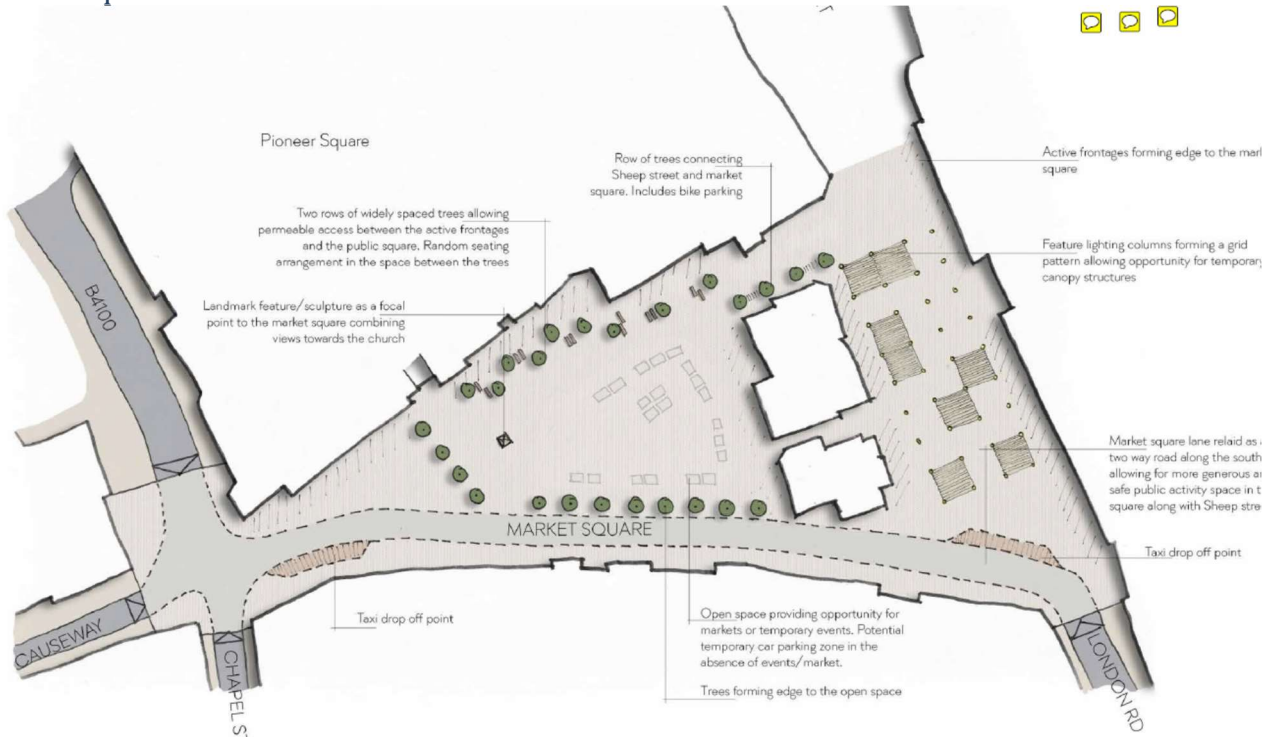 Pioneer Square
Row of trees connecting
Sheep street and market
square. Includes bike parking
Active frontages forming edge to the mar
square
Two rows of widely spaced trees allowing
permeable access between the active frontages
and the public square. Random seating
arrangement in the space between the trees
Feature lighting columns forming a grid
pattern allowing opportunity for temporary
canopy structures
Landmark feature/sculpture as a focal
point to the market square combining
views towards the church
B4100
Market square lane relaid as
two way road along the south
allowing for more generous a
safe public activity space in t
square along with Sheep stre
MARKET SQUARE
Taxi drop off point
Taxi drop off point
Open space providing opportunity for
markets or temporary events. Potential
temporary car parking zone in the
absence of events/market.
Trees forming edge to the open space
CAUSEWAY
CHAPEL S
LONDON RD